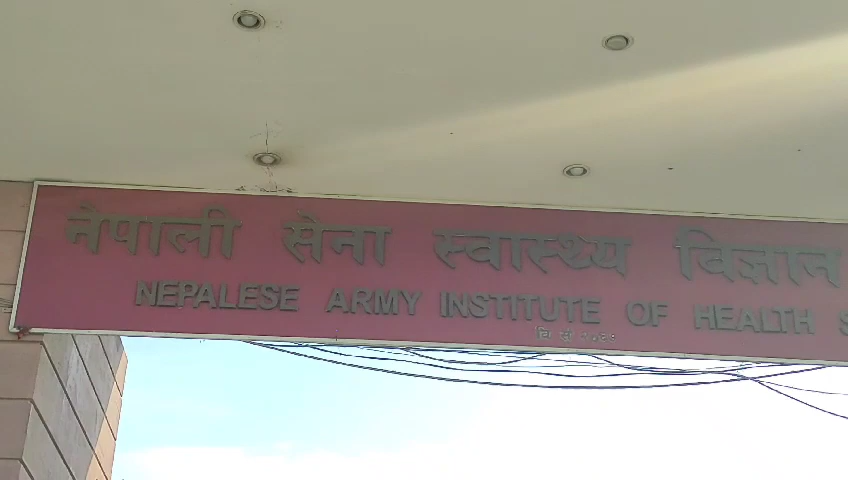 नेपाली सेना स्वास्थ्य विज्ञान
NEPALESE ARMY INSTITUTE OF HEALTH S